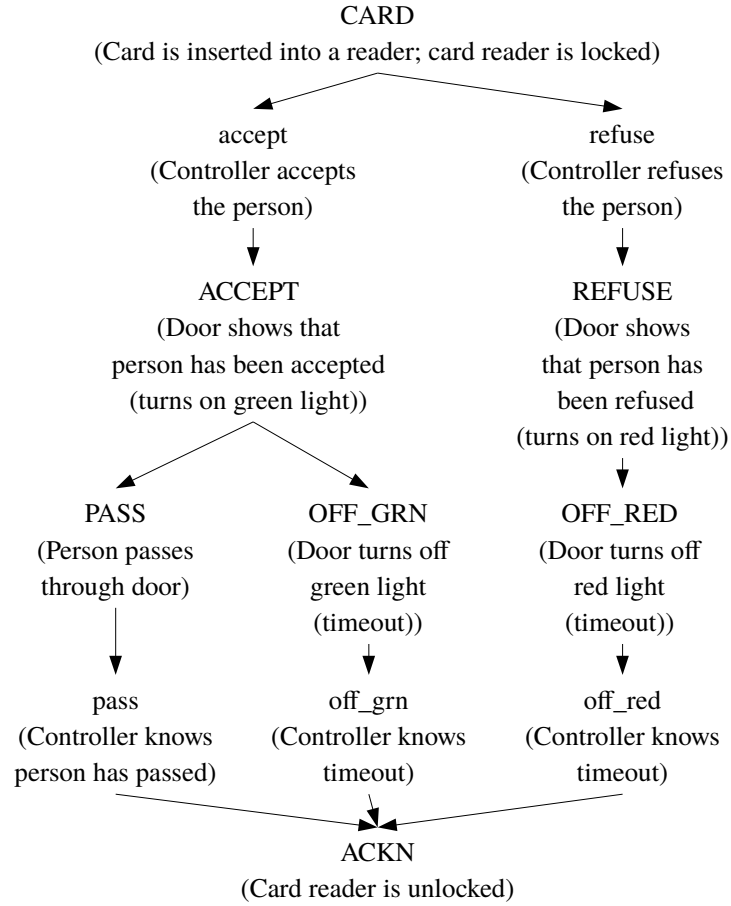 CARD
(Card is inserted into a reader; card reader is locked)
accept
(Controller accepts
the person)
refuse
(Controller refuses
the person)
ACCEPT
(Door shows that
person has been accepted
(turns on green light))
REFUSE
(Door shows
that person has
been refused
(turns on red light))
PASS
(Person passes
through door)
OFF_GRN
(Door turns off
green light
(timeout))
OFF_RED
(Door turns off
red light
(timeout))
pass
(Controller knows
person has passed)
off_grn
(Controller knows
timeout)
off_red
(Controller knows
timeout)
ACKN
(Card reader is unlocked)